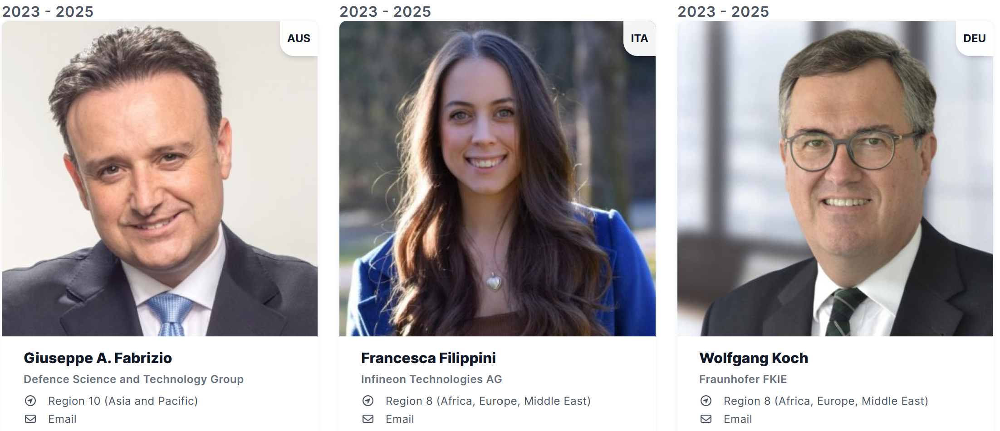 2023 - 2025
AUS
Giuseppe A. Fabrizio
Defence Science and Technology Group
Region 10 (Asia and Pacific)
Email
2023 - 2025
ITA
Francesca Filippini
Infineon Technologies AG
Region 8 (Africa, Europe, Middle East)
Email
2023 - 2025
DEU
Wolfgang Koch
Fraunhofer FKIE
Region 8 (Africa, Europe, Middle East)
Email